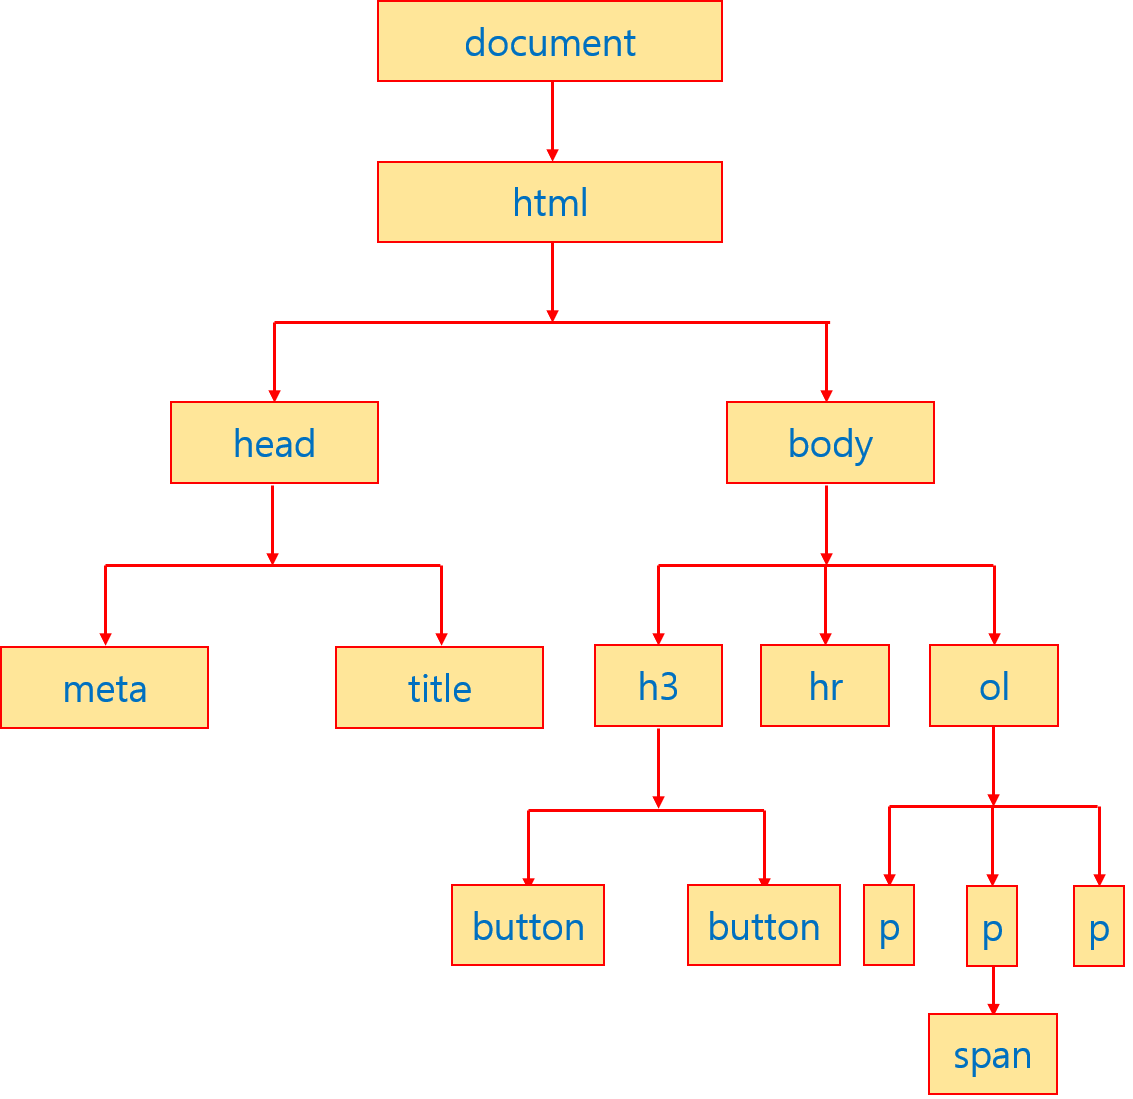 document
html
head
body
meta
title
h3
hr
ol
button
button
p
p
p
span